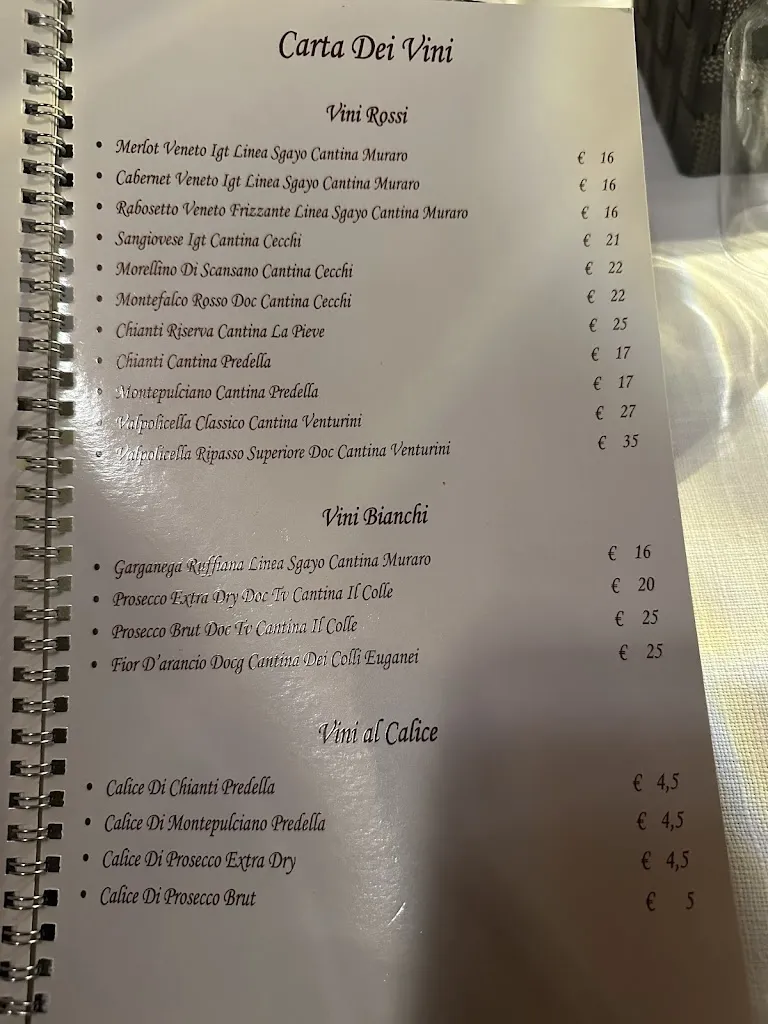 Carta Dei Vini
Vini Rossi
• Merlot Veneto Igt Linea Sgayo Cantina Muraro € 16
• Cabernet Veneto Igt Linea Sgayo Cantina Muraro € 16
• Rabosetto Veneto Frizzante Linea Sgayo Cantina Muraro € 16
• Sangiovese Igt Cantina Cecchi € 21
• Morellino Di Scansano Cantina Cecchi € 22
• Montefalco Rosso Doc Cantina Cecchi € 22
• Chianti Riserva Cantina La Pieve € 25
• Chianti Cantina Predella € 17
• Montepulciano Cantina Predella € 17
• Valpolicella Classico Cantina Venturini € 27
• Valpolicella Ripasso Superiore Doc Cantina Venturini € 35
Vini Bianchi
• Garganega Ruffiana Linea Sgayo Cantina Muraro € 16
• Prosecco Extra Dry Doc Tv Cantina Il Colle € 20
• Prosecco Brut Doc Tv Cantina Il Colle € 25
• Fior D'arancio Docg Cantina Dei Colli Euganei € 25
Vini al Calice
• Calice Di Chianti Predella € 4,5
• Calice Di Montepulciano Predella € 4,5
• Calice Di Prosecco Extra Dry € 4,5
• Calice Di Prosecco Brut € 5